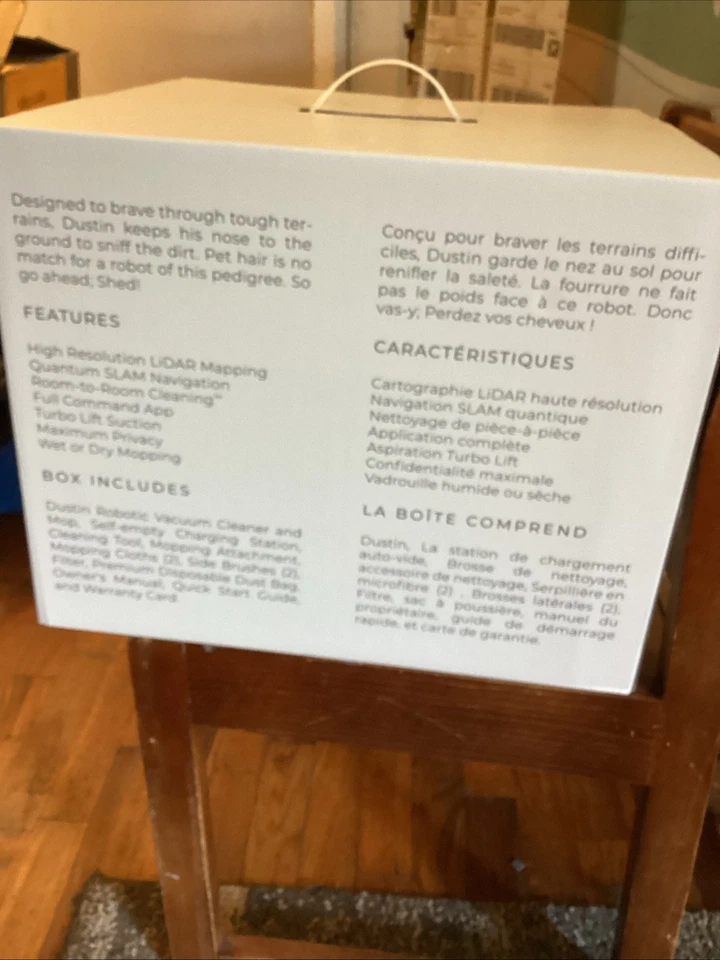 Designed to brave through tough ter-
rains, Dustin keeps his nose to the
ground to sniff the dirt. Pet hair is no
match for a robot of this pedigree. So
go ahead; Shed!
FEATURES
High Resolution LiDAR Mapping
Quantum SLAM Navigation
Room-to-Room Cleaning™
Full Command App
Turbo Lift Suction
Maximum Privacy
Wet or Dry Mopping
BOX INCLUDES
Dustin Robotic Vacuum Cleaner and
Mop, Self-empty Charging Station,
Cleaning Tool, Mopping Attachment,
Mopping Cloths (2), Side Brushes (2),
Filter, Premium Disposable Dust Bag,
Owner's Manual, Quick Start Guide,
and Warranty Card.
Conçu pour braver les terrains diffi-
ciles, Dustin garde le nez au sol pour
renifler la saleté. La fourrure ne fait
pas le poids face à ce robot. Donc
vas-y; Perdez vos cheveux !
CARACTÉRISTIQUES
Cartographie LiDAR haute résolution
Navigation SLAM quantique
Nettoyage de pièce-à-pièce
Application complète
Aspiration Turbo Lift
Confidentialité maximale
Vadrouille humide ou sèche
LA BOÎTE COMPREND
Dustin, La station de chargement
auto-vide, Brosse de nettoyage,
accessoire de nettoyage, Serpillière en
microfibre (2) , Brosses latérales (2),
Filtre, sac à poussière, manuel du
propriétaire, guide de démarrage
rapide, et carte de garantie.